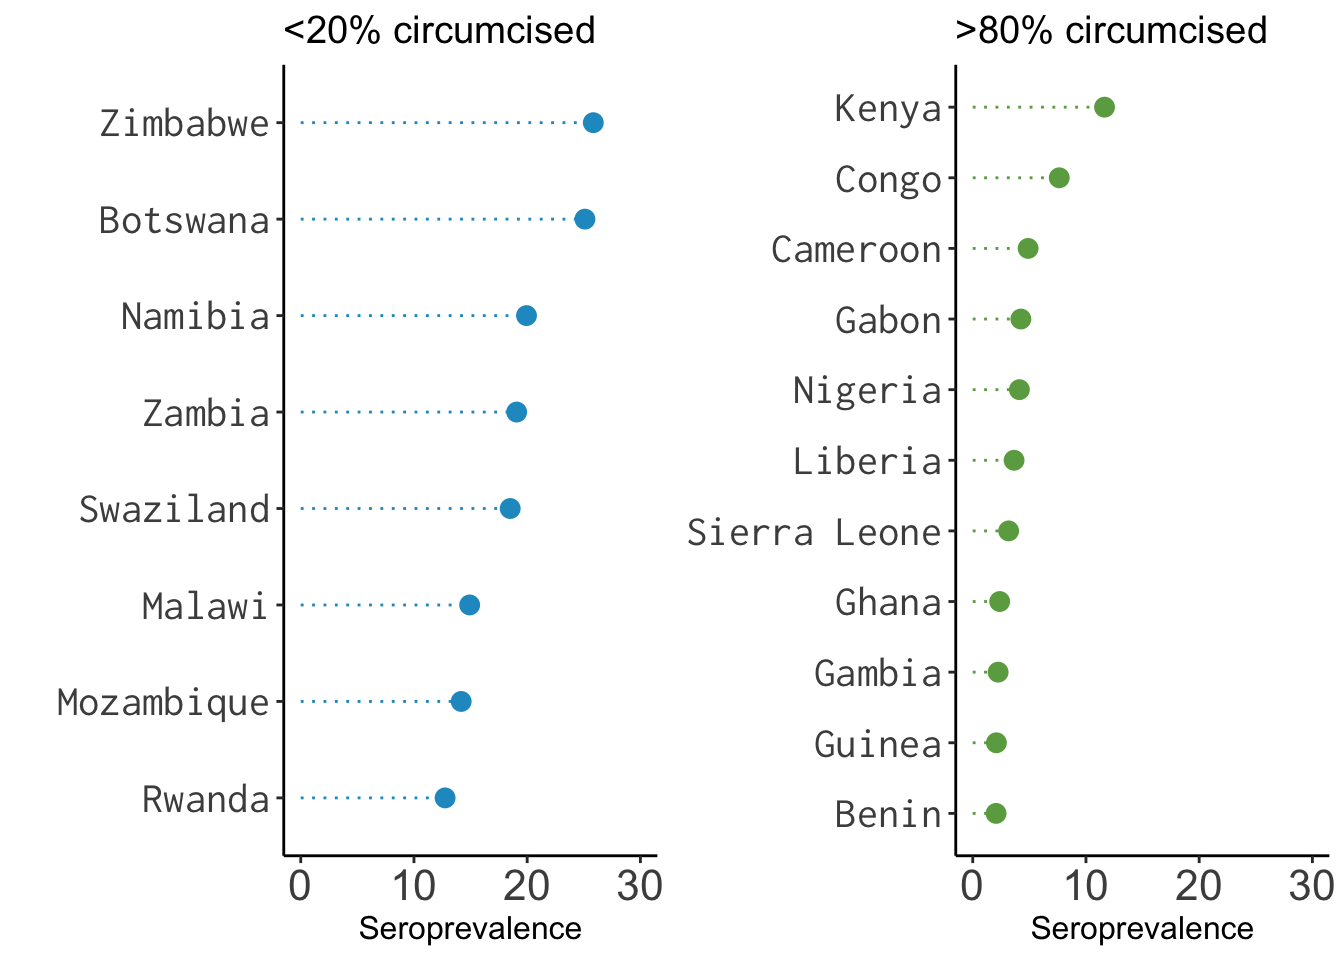 <20% circumcised
Zimbabwe
Botswana
Namibia
Zambia
Swaziland
Malawi
Mozambique
Rwanda
0 10 20 30
Seroprevalence
>80% circumcised
Kenya
Congo
Cameroon
Gabon
Nigeria
Liberia
Sierra Leone
Ghana
Gambia
Guinea
Benin
0 10 20 30
Seroprevalence